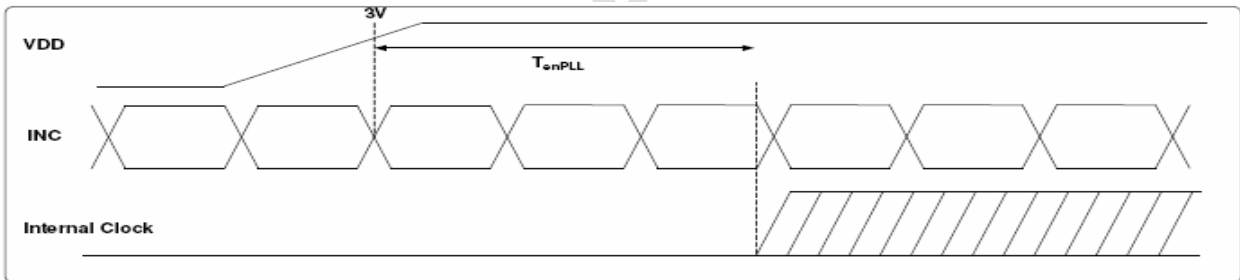 3V
VDD
TenPLL
INC
Internal Clock